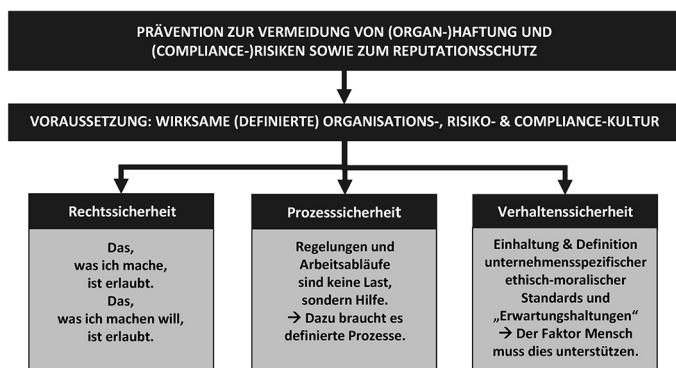 PRÄVENTION ZUR VERMEIDUNG VON (ORGAN-)HAFTUNG UND
(COMPLIANCE-)RISIKEN SOWIE ZUM REPUTATIONSSCHUTZ
VORAUSSETZUNG: WIRKSAME (DEFINIERTE) ORGANISATIONS-, RISIKO- & COMPLIANCE-KULTUR
Rechtssicherheit
Das,
was ich mache,
ist erlaubt.
Das,
was ich machen will,
ist erlaubt.
Prozesssicherheit
Regelungen und
Arbeitsabläufe
sind keine Last,
sondern Hilfe.
→ Dazu braucht es
definierte Prozesse.
Verhaltenssicherheit
Einhaltung & Definition
unternehmensspezifischer
ethisch-moralischer
Standards und
„Erwartungshaltungen“
→ Der Faktor Mensch
muss dies unterstützen.